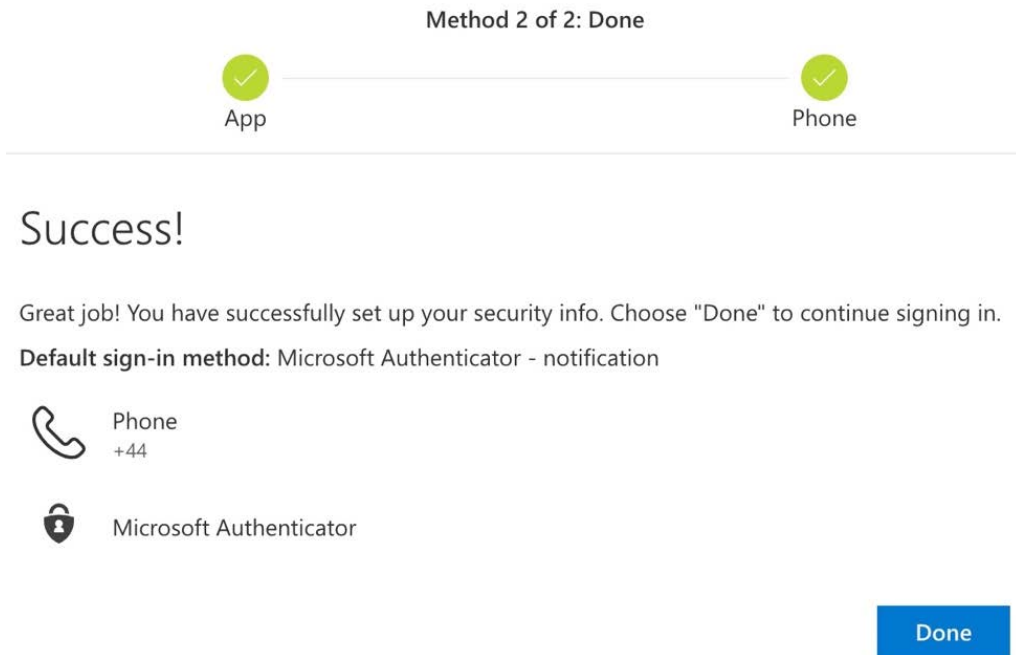 Method 2 of 2: Done
App
Phone
Success!
Great job! You have successfully set up your security info. Choose "Done" to continue signing in.
Default sign-in method: Microsoft Authenticator - notification
Phone
+44
Microsoft Authenticator
Done